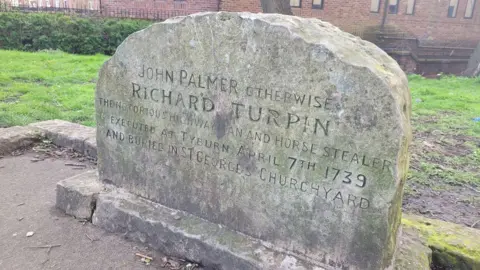 JOHN PALMER OTHERWISE
RICHARD TURPIN
THE NOTORIOUS HIGHWAYMAN AND HORSE STEALER
EXECUTED AT TYBURN APRIL 7TH 1739
AND BURIED IN ST GEORGES CHURCHYARD